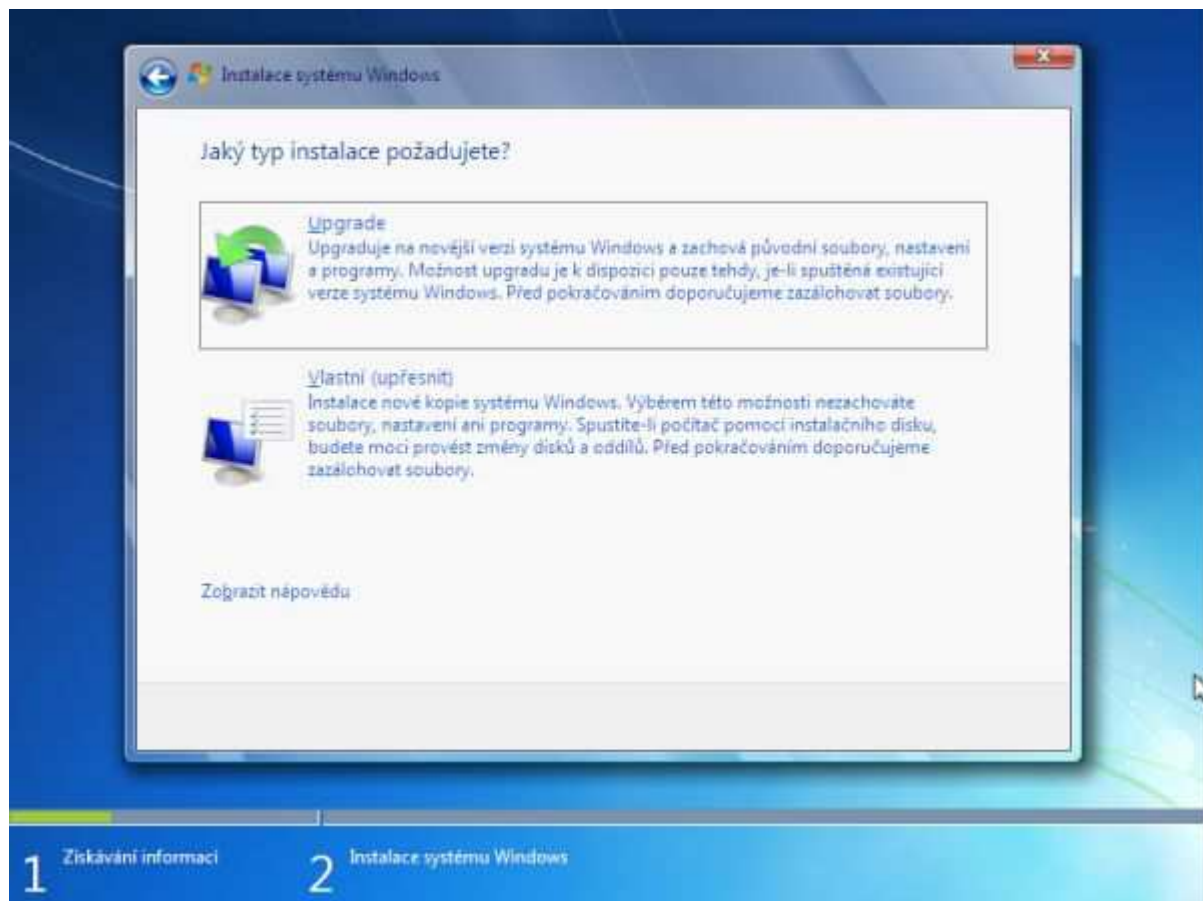 Instalace systému Windows
Jaký typ instalace požadujete?
Upgrade
Upgraduje na novější verzi systému Windows a zachová původní soubory, nastavení
a programy. Možnost upgradu je k dispozici pouze tehdy, je-li spuštěna existující
verze systému Windows. Před pokračováním doporučujeme zazálohovat soubory.
Vlastní (upřesnit)
Instalace nové kopie systému Windows. Výběrem této možnosti nezachováte
soubory, nastavení ani programy. Spustíte-li počítač pomocí instalačního disku,
budete moci provést změny disků a oddílů. Před pokračováním doporučujeme
zazálohovat soubory.
Zobrazit nápovědu
1 Získávání informací
2 Instalace systému Windows